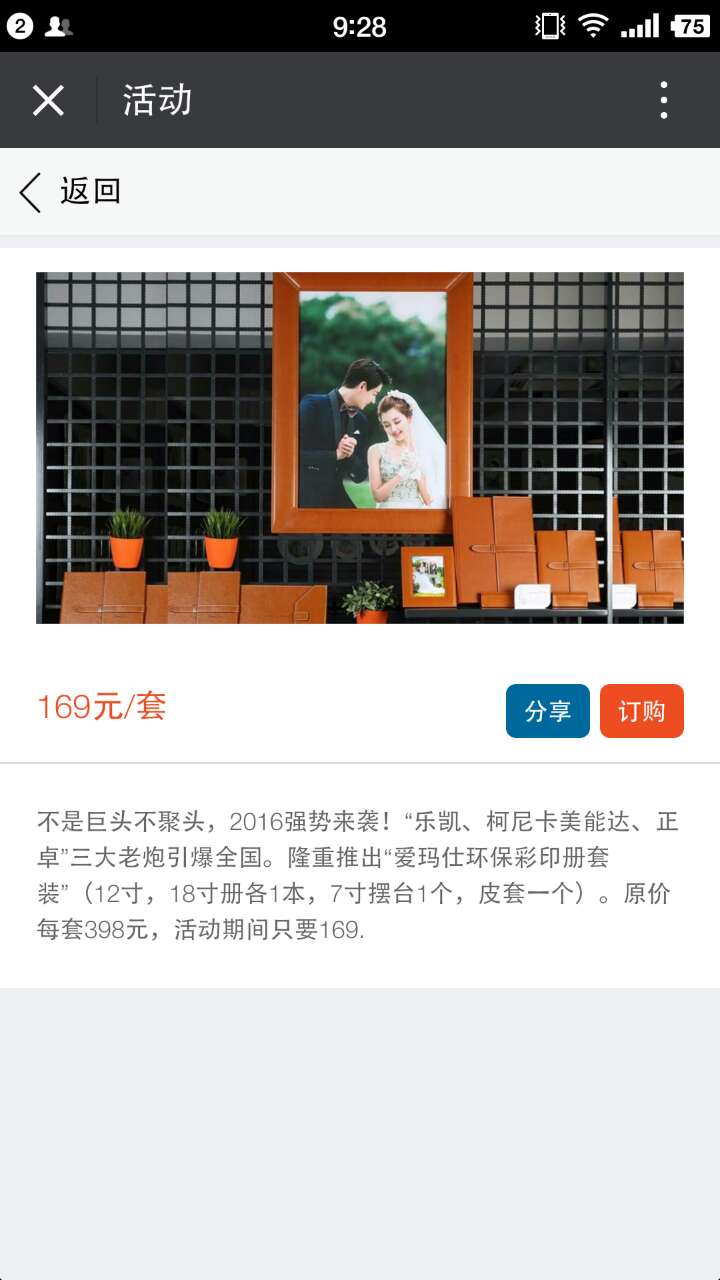 2
9:28
75
活动
返回
169元/套
分享
订购
不是巨头不聚头，2016强势来袭！“乐凯、柯尼卡美能达、正
卓”三大老炮引爆全国。隆重推出“爱玛仕环保彩印册套
装”（12寸，18寸册各1本，7寸摆台1个，皮套一个）。原价
每套398元，活动期间只要169.